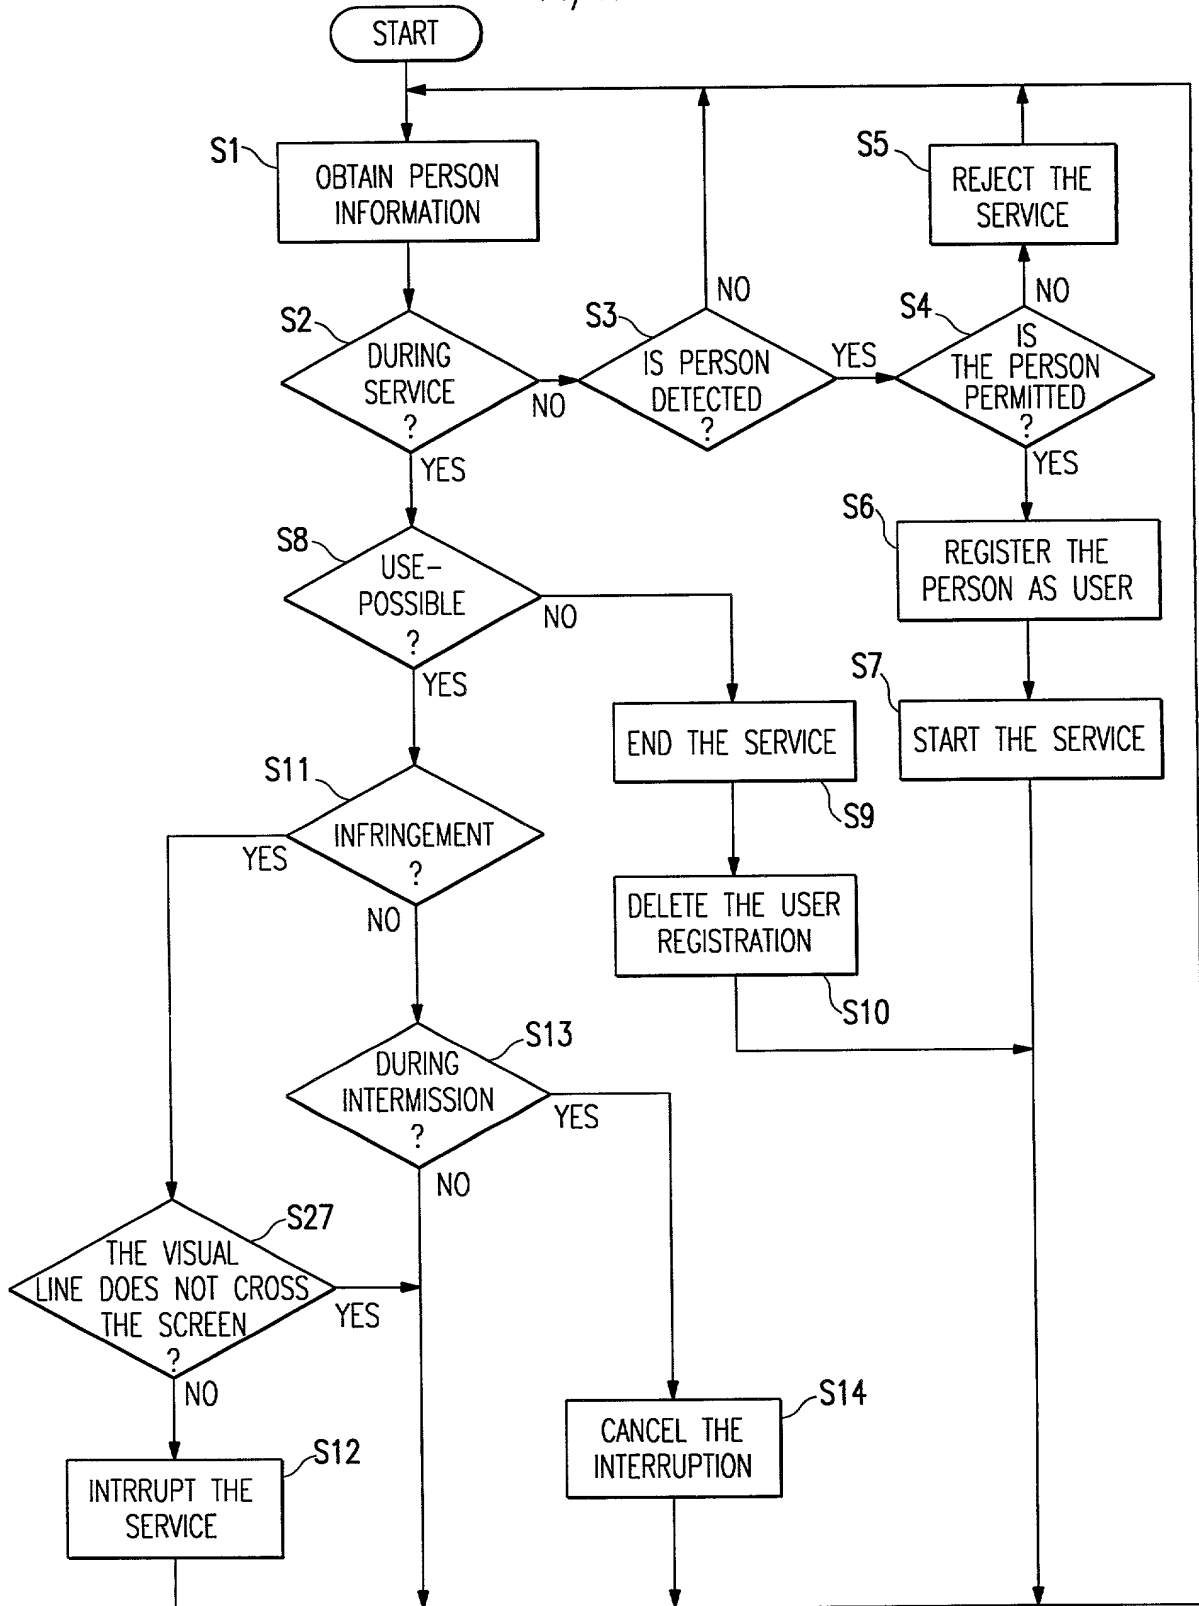 START
S1
OBTAIN PERSON
INFORMATION
S2
DURING
SERVICE
?
NO
YES
S3
IS PERSON
DETECTED
?
NO
YES
S4
IS
THE PERSON
PERMITTED
?
NO
YES
S5
REJECT THE
SERVICE
S6
REGISTER THE
PERSON AS USER
S7
START THE SERVICE
S8
USE-
POSSIBLE
?
NO
YES
END THE SERVICE
S9
DELETE THE USER
REGISTRATION
S10
S11
INFRINGEMENT
?
YES
NO
S13
DURING
INTERMISSION
?
YES
NO
S27
THE VISUAL
LINE DOES NOT CROSS
THE SCREEN
?
YES
NO
S12
INTRRUPT THE
SERVICE
S14
CANCEL THE
INTERRUPTION